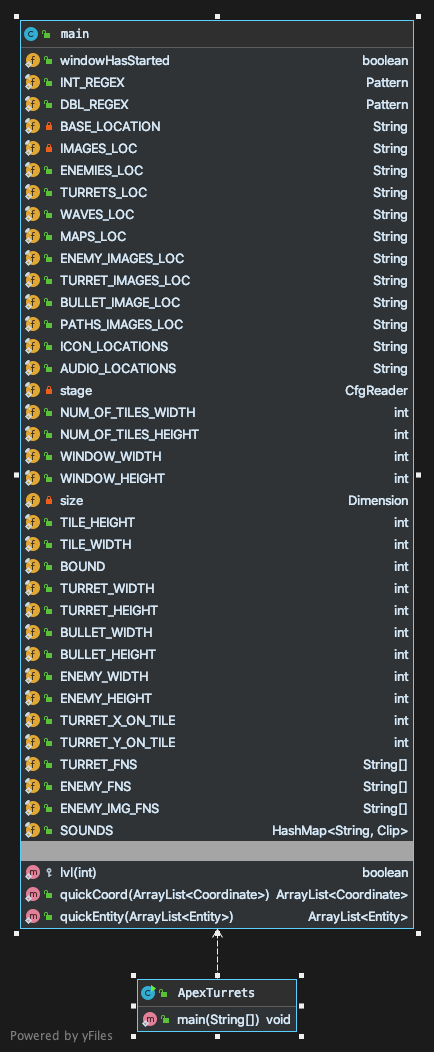 main
windowHasStarted boolean
INT_REGEX Pattern
DBL_REGEX Pattern
BASE_LOCATION String
IMAGES_LOC String
ENEMIES_LOC String
TURRETS_LOC String
WAVES_LOC String
MAPS_LOC String
ENEMY_IMAGES_LOC String
TURRET_IMAGES_LOC String
BULLET_IMAGE_LOC String
PATHS_IMAGES_LOC String
ICON_LOCATIONS String
AUDIO_LOCATIONS String
stage CfgReader
NUM_OF_TILES_WIDTH int
NUM_OF_TILES_HEIGHT int
WINDOW_WIDTH int
WINDOW_HEIGHT int
size Dimension
TILE_HEIGHT int
TILE_WIDTH int
BOUND int
TURRET_WIDTH int
TURRET_HEIGHT int
BULLET_WIDTH int
BULLET_HEIGHT int
ENEMY_WIDTH int
ENEMY_HEIGHT int
TURRET_X_ON_TILE int
TURRET_Y_ON_TILE int
TURRET_FNS String[]
ENEMY_FNS String[]
ENEMY_IMG_FNS String[]
SOUNDS HashMap<String, Clip>
lvl(int) boolean
quickCoord(ArrayList<Coordinate>) ArrayList<Coordinate>
quickEntity(ArrayList<Entity>) ArrayList<Entity>
ApexTurrets
main(String[]) void
Powered by yFiles